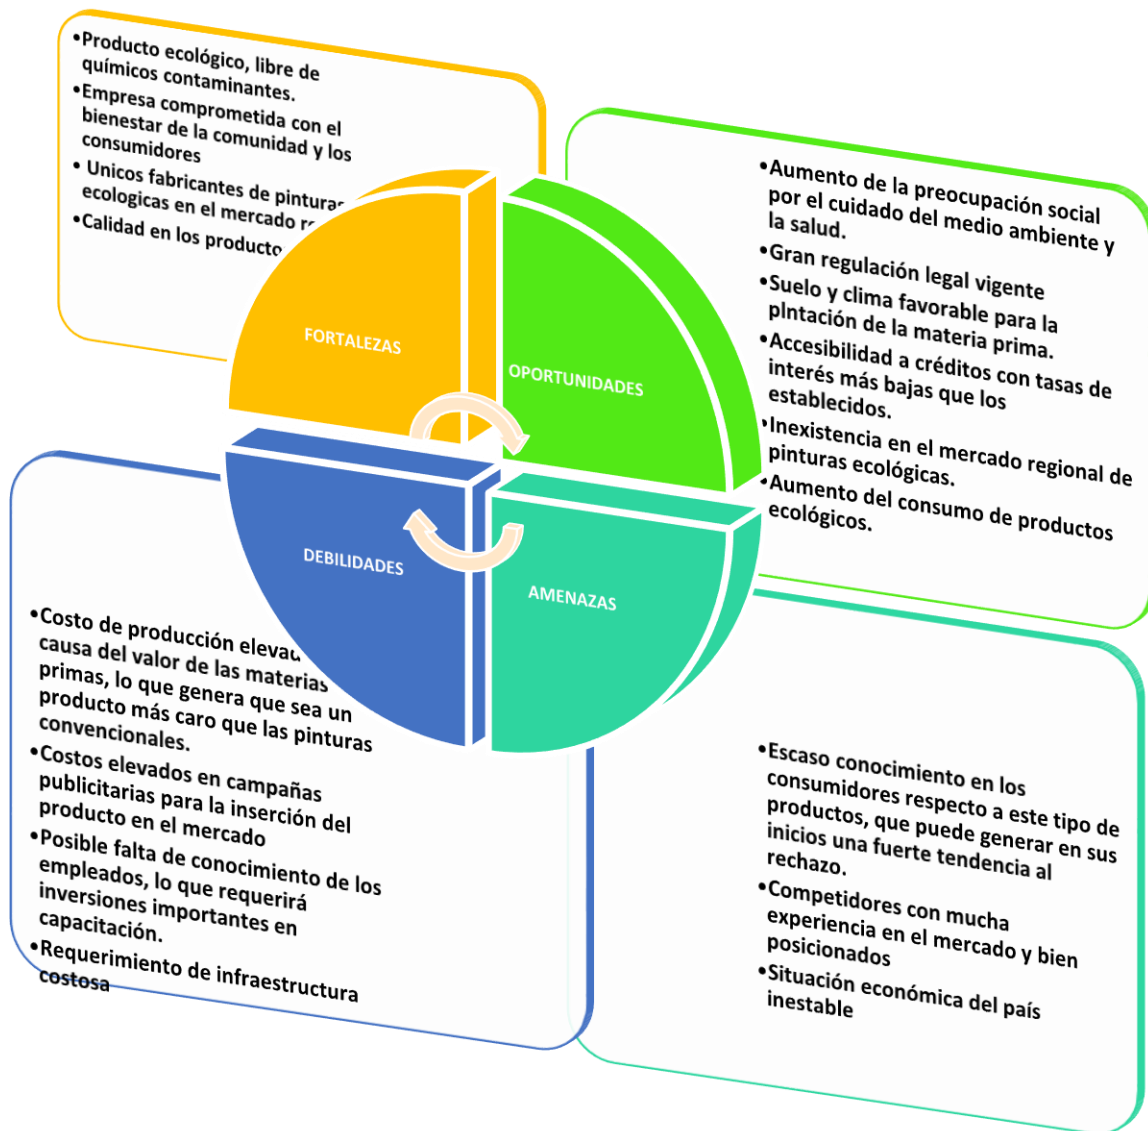 •Producto ecológico, libre de
químicos contaminantes.
•Empresa comprometida con el
bienestar de la comunidad y los
consumidores
• Unicos fabricantes de pinturas
ecologicas en el mercado
•Calidad en los
FORTALEZAS
•Aumento de la preocupación social
por el cuidado del medio ambiente y
la salud.
•Gran regulación legal vigente
•Suelo y clima favorable para la
plntación de la materia prima.
•Accesibilidad a créditos con tasas de
interés más bajas que los
establecidos.
•Inexistencia en el mercado regional de
pinturas ecológicas.
•Aumento del consumo de productos
ecológicos.
OPORTUNIDADES
DEBILIDADES
•Costo de producción
causa del valor de las materias
primas, lo que genera que sea un
producto más caro que las pinturas
convencionales.
•Costos elevados en campañas
publicitarias para la inserción del
producto en el mercado
•Posible falta de conocimiento de los
empleados, lo que requerirá
inversiones importantes en
capacitación.
•Requerimiento de infraestructura
costosa
AMENAZAS
•Escaso conocimiento en los
consumidores respecto a este tipo de
productos, que puede generar en sus
inicios una fuerte tendencia al
rechazo.
•Competidores con mucha
experiencia en el mercado y bien
posicionados
•Situación económica del país
inestable